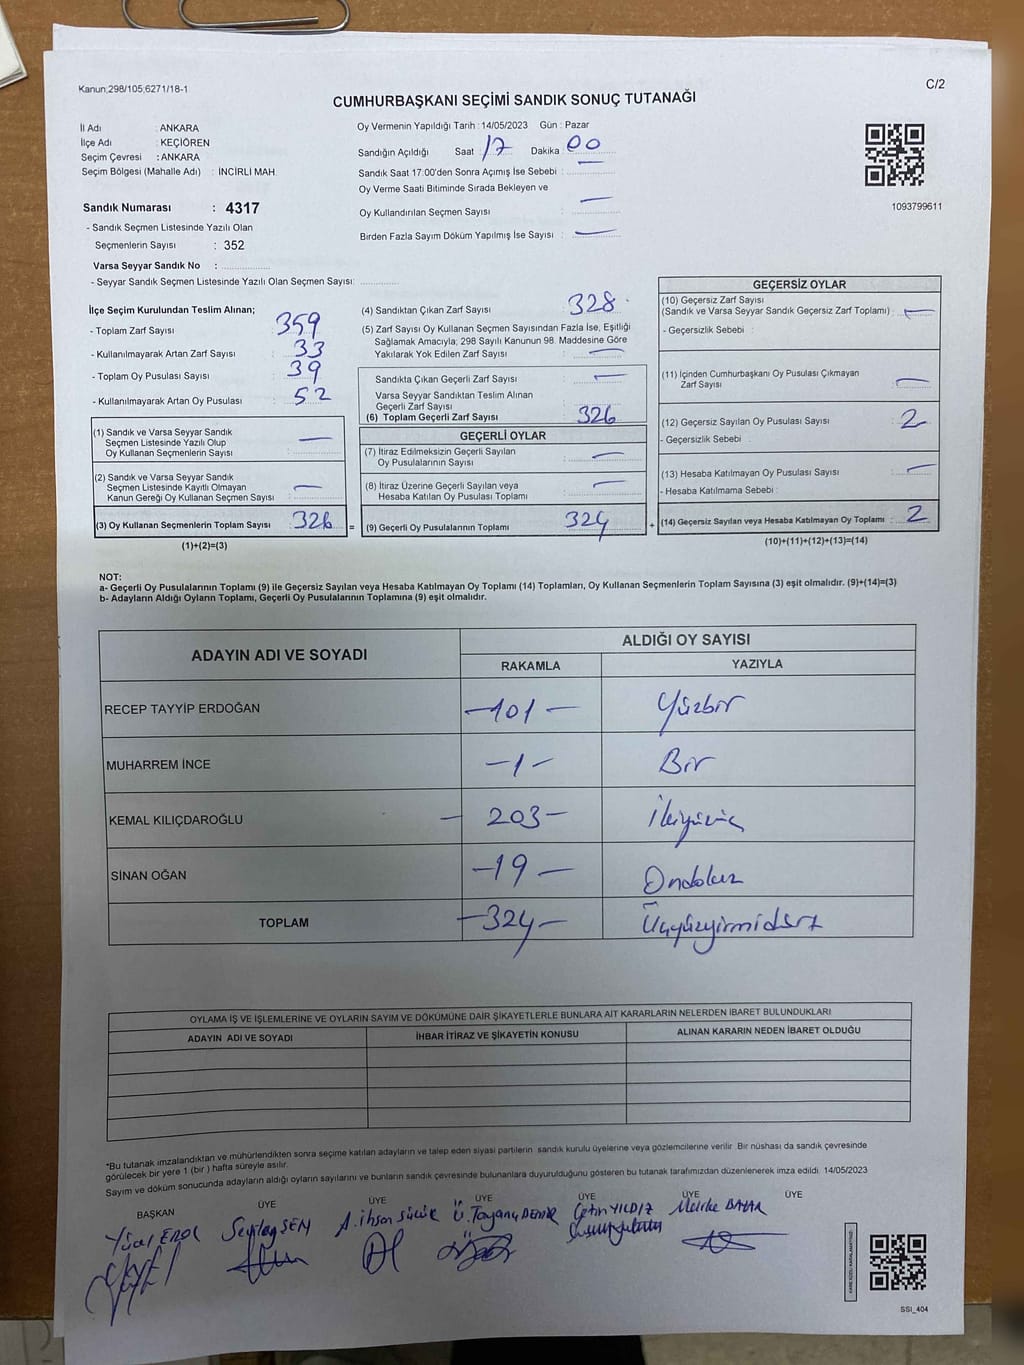 Kanun,298/105,6271/18-1
C/2
CUMHURBAŞKANI SEÇİMİ SANDIK SONUÇ TUTANAĞI
İl Adı : ANKARA
İlçe Adı : KEÇİÖREN
Seçim Çevresi : ANKARA
Seçim Bölgesi (Mahalle Adı) : İNCİRLİ MAH.
Sandık Numarası : 4317
- Sandık Seçmen Listesinde Yazılı Olan
Seçmenlerin Sayısı : 352
Varsa Seyyar Sandık No :
- Seyyar Sandık Seçmen Listesinde Yazılı Olan Seçmen Sayısı:
Oy Vermenin Yapıldığı Tarih : 14/05/2023 Gün : Pazar
Sandığın Açıldığı Saat 17 Dakika 00
Sandık Saat 17.00'den Sonra Açımış İse Sebebi : —
Oy Verme Saati Bitiminde Sırada Bekleyen ve
Oy Kullandırılan Seçmen Sayısı : —
Birden Fazla Sayım Döküm Yapılmış İse Sayısı : —
1093799611
İlçe Seçim Kurulundan Teslim Alınan;
- Toplam Zarf Sayısı : 359
- Kullanılmayarak Artan Zarf Sayısı : 33
- Toplam Oy Pusulası Sayısı : 39
- Kullanılmayarak Artan Oy Pusulası : 52
(1) Sandık ve Varsa Seyyar Sandık
Seçmen Listesinde Yazılı Olup
Oy Kullanan Seçmenlerin Sayısı : —
(2) Sandık ve Varsa Seyyar Sandık
Seçmen Listesinde Kayıtlı Olmayan
Kanun Gereği Oy Kullanan Seçmen Sayısı : —
(3) Oy Kullanan Seçmenlerin Toplam Sayısı 326 =
(1)+(2)=(3)
(4) Sandıktan Çıkan Zarf Sayısı : 328
(5) Zarf Sayısı Oy Kullanan Seçmen Sayısından Fazla İse, Eşitliği
Sağlamak Amacıyla; 298 Sayılı Kanunun 98. Maddesine Göre
Yakılarak Yok Edilen Zarf Sayısı : —
Sandıkta Çıkan Geçerli Zarf Sayısı : —
Varsa Seyyar Sandıktan Teslim Alınan
Geçerli Zarf Sayısı
(6) Toplam Geçerli Zarf Sayısı : 326
GEÇERLİ OYLAR
(7) İtiraz Edilmeksizin Geçerli Sayılan
Oy Pusulalarının Sayısı : —
(8) İtiraz Üzerine Geçerli Sayılan veya
Hesaba Katılan Oy Pusulası Toplamı : —
(9) Geçerli Oy Pusulalarının Toplamı : 324 +
GEÇERSİZ OYLAR
(10) Geçersiz Zarf Sayısı
(Sandık ve Varsa Seyyar Sandık Geçersiz Zarf Toplamı) : —
- Geçersizlik Sebebi :
(11) İçinden Cumhurbaşkanı Oy Pusulası Çıkmayan
Zarf Sayısı : —
(12) Geçersiz Sayılan Oy Pusulası Sayısı : 2
- Geçersizlik Sebebi :
(13) Hesaba Katılmayan Oy Pusulası Sayısı : —
- Hesaba Katılmama Sebebi :
(14) Geçersiz Sayılan veya Hesaba Katılmayan Oy Toplamı : 2
(10)+(11)+(12)+(13)=(14)
NOT:
a- Geçerli Oy Pusulalarının Toplamı (9) ile Geçersiz Sayılan veya Hesaba Katılmayan Oy Toplamı (14) Toplamları, Oy Kullanan Seçmenlerin Toplam Sayısına (3) eşit olmalıdır. (9)+(14)=(3)
b- Adayların Aldığı Oyların Toplamı, Geçerli Oy Pusulalarının Toplamına (9) eşit olmalıdır.
ADAYIN ADI VE SOYADI
ALDIĞI OY SAYISI
RAKAMLA YAZIYLA
RECEP TAYYİP ERDOĞAN -101- Yüzbir
MUHARREM İNCE -1- Bir
KEMAL KILIÇDAROĞLU - 203 - İkiyüzüç
SİNAN OĞAN -19- Ondokuz
TOPLAM -324- Üçyüzyirmidört
OYLAMA İŞ VE İŞLEMLERİNE VE OYLARIN SAYIM VE DÖKÜMÜNE DAİR ŞİKAYETLERLE BUNLARA AİT KARARLARIN NELERDEN İBARET BULUNDUKLARI
ADAYIN ADI VE SOYADI İHBAR İTİRAZ VE ŞİKAYETİN KONUSU ALINAN KARARIN NEDEN İBARET OLDUĞU
*Bu tutanak imzalandıktan ve mühürlendikten sonra seçime katılan adayların ve talep eden siyasi partilerin sandık kurulu üyelerine veya gözlemcilerine verilir. Bir nüshası da sandık çevresinde
görülecek bir yere 1 (bir ) hafta süreyle asılır.
Sayım ve döküm sonucunda adayların aldığı oyların sayılarını ve bunların sandık çevresinde bulunanlara duyurulduğunu gösteren bu tutanak tarafımızdan düzenlenerek imza edildi. 14/05/2023
BAŞKAN ÜYE ÜYE ÜYE ÜYE ÜYE ÜYE
Yücel EROL ŞEN A. İhsan Ü. Tayanç DEMİR Çetin YILDIZ Melike
SSİ_404